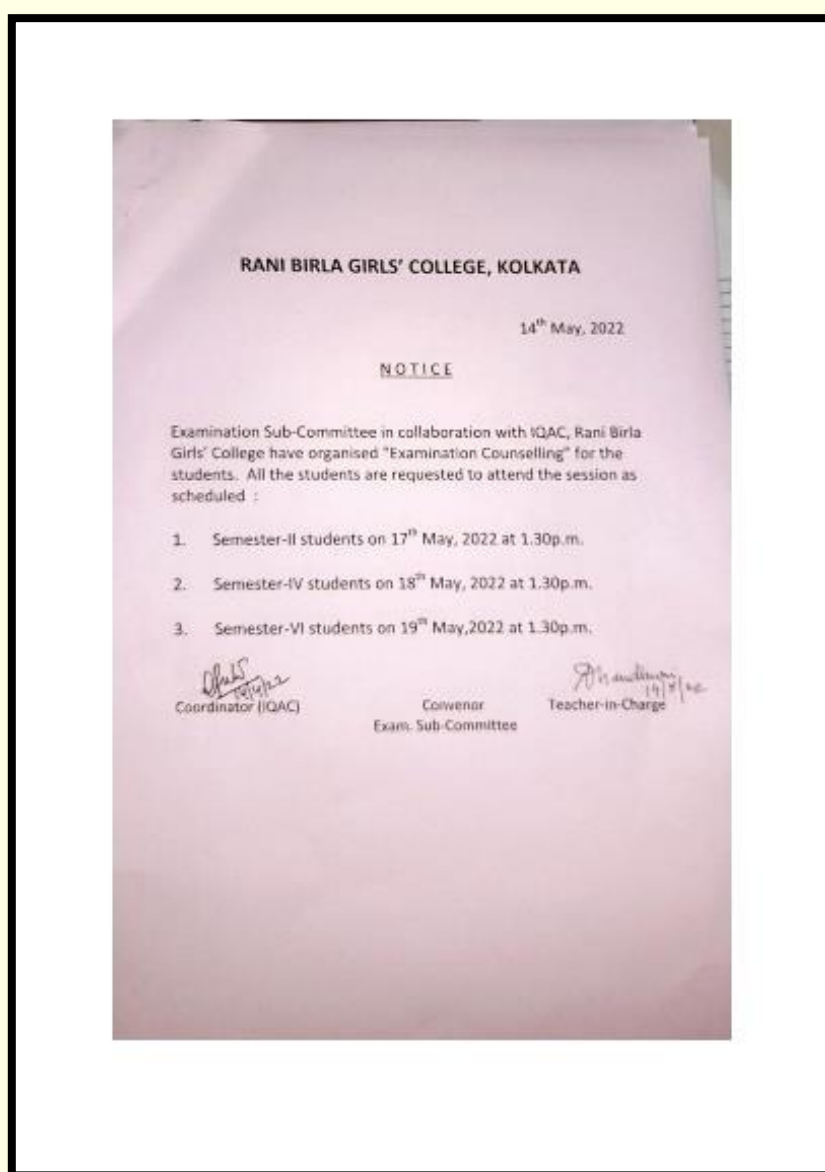 RANI BIRLA GIRLS' COLLEGE, KOLKATA
14th May, 2022
NOTICE
Examination Sub-Committee in collaboration with IQAC, Rani Birla
Girls' College have organised "Examination Counselling" for the
students. All the students are requested to attend the session as
scheduled :
1. Semester-II students on 17th May, 2022 at 1.30p.m.
2. Semester-IV students on 18th May, 2022 at 1.30p.m.
3. Semester-VI students on 19th May,2022 at 1.30p.m.
Coordinator (IQAC) Convenor Teacher-in-Charge
Exam. Sub-Committee